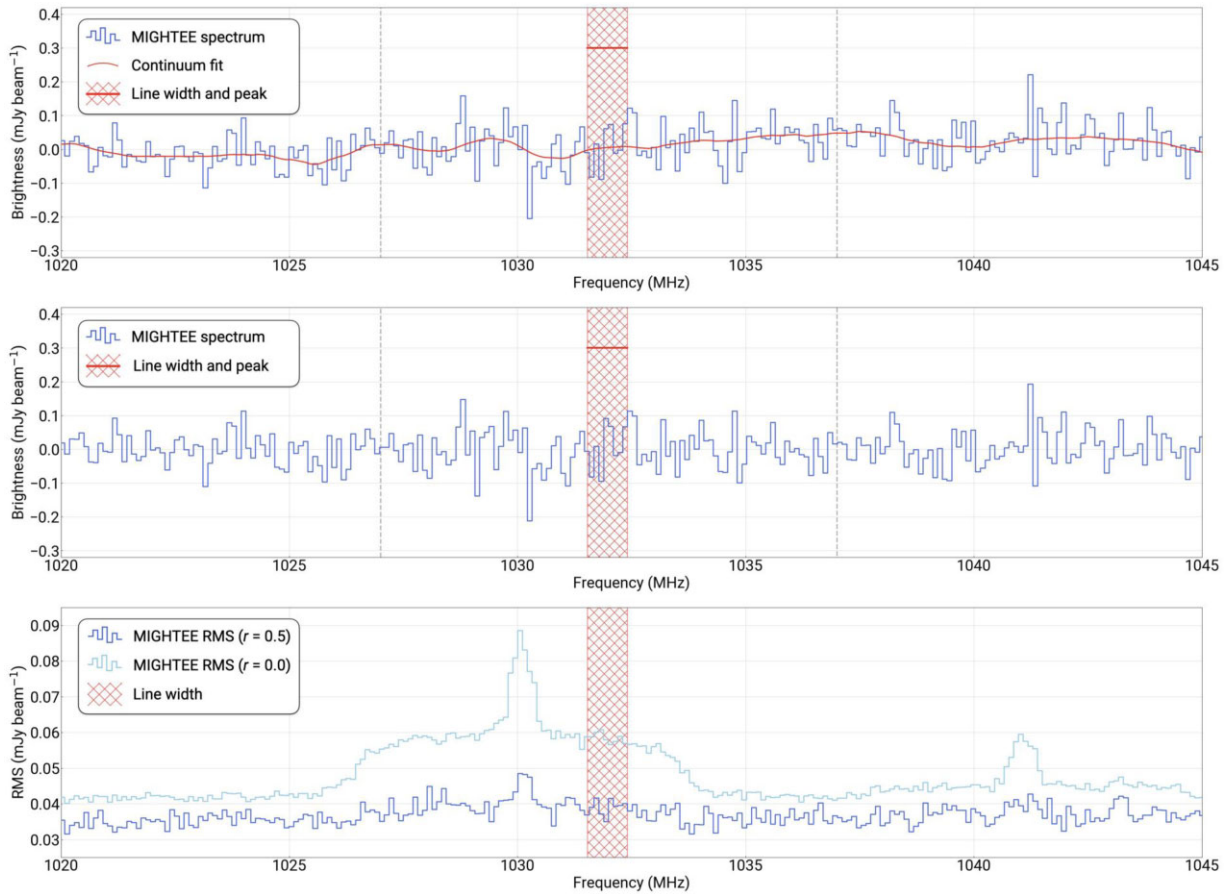 0.4
0.3
0.2
0.1
0.0
−0.1
−0.2
−0.3
Brightness (mJy beam⁻¹)
MIGHTEE spectrum
Continuum fit
Line width and peak
1020 1025 1030 1035 1040 1045
Frequency (MHz)
0.4
0.3
0.2
0.1
0.0
−0.1
−0.2
−0.3
Brightness (mJy beam⁻¹)
MIGHTEE spectrum
Line width and peak
1020 1025 1030 1035 1040 1045
Frequency (MHz)
0.09
0.08
0.07
0.06
0.05
0.04
0.03
RMS (mJy beam⁻¹)
MIGHTEE RMS (r = 0.5)
MIGHTEE RMS (r = 0.0)
Line width
1020 1025 1030 1035 1040 1045
Frequency (MHz)